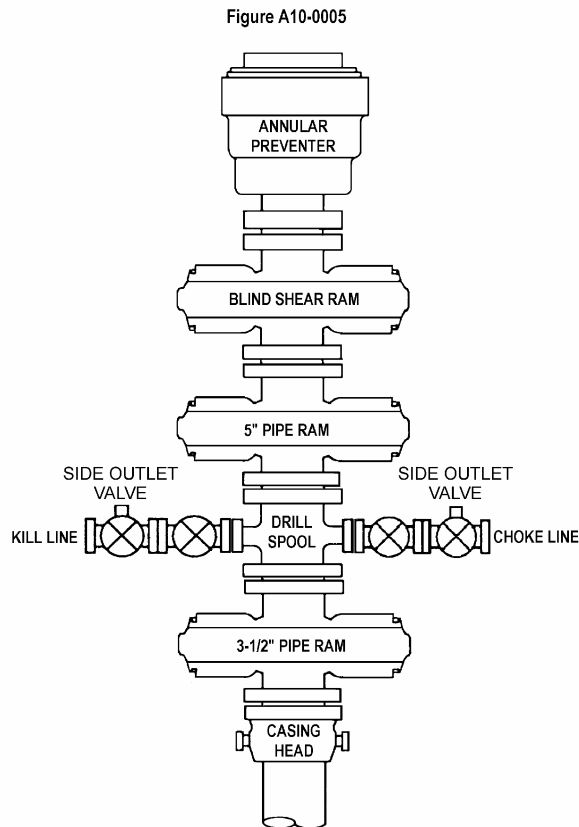 Figure A10-0005
ANNULAR
PREVENTER
BLIND SHEAR RAM
5" PIPE RAM
SIDE OUTLET
VALVE
SIDE OUTLET
VALVE
KILL LINE
DRILL
SPOOL
CHOKE LINE
3-1/2" PIPE RAM
CASING
HEAD